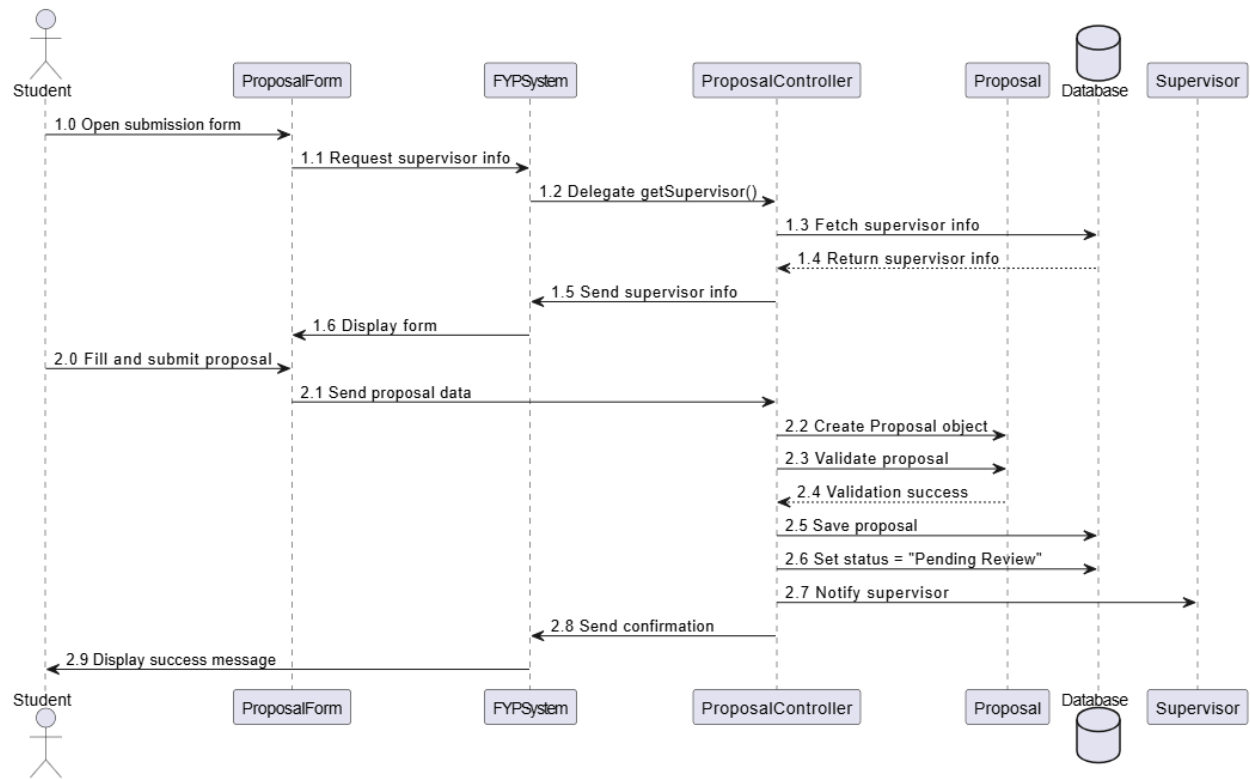 Student
ProposalForm
FYPSystem
ProposalController
Proposal
Database
Supervisor
1.0 Open submission form
1.1 Request supervisor info
1.2 Delegate getSupervisor()
1.3 Fetch supervisor info
1.4 Return supervisor info
1.5 Send supervisor info
1.6 Display form
2.0 Fill and submit proposal
2.1 Send proposal data
2.2 Create Proposal object
2.3 Validate proposal
2.4 Validation success
2.5 Save proposal
2.6 Set status = "Pending Review"
2.7 Notify supervisor
2.8 Send confirmation
2.9 Display success message
Student
ProposalForm
FYPSystem
ProposalController
Proposal
Database
Supervisor